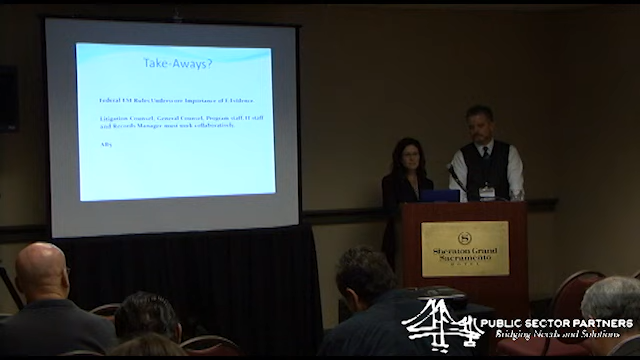 Take-Aways?
Federal ESI Rules Underscore Importance of E-Evidence
Litigation Counsel, General Counsel, Program staff, IT staff
and Records Manager must work collaboratively.
S
Sheraton Grand
Sacramento
HOTEL
PUBLIC SECTOR PARTNERS
Bridging Needs and Solutions